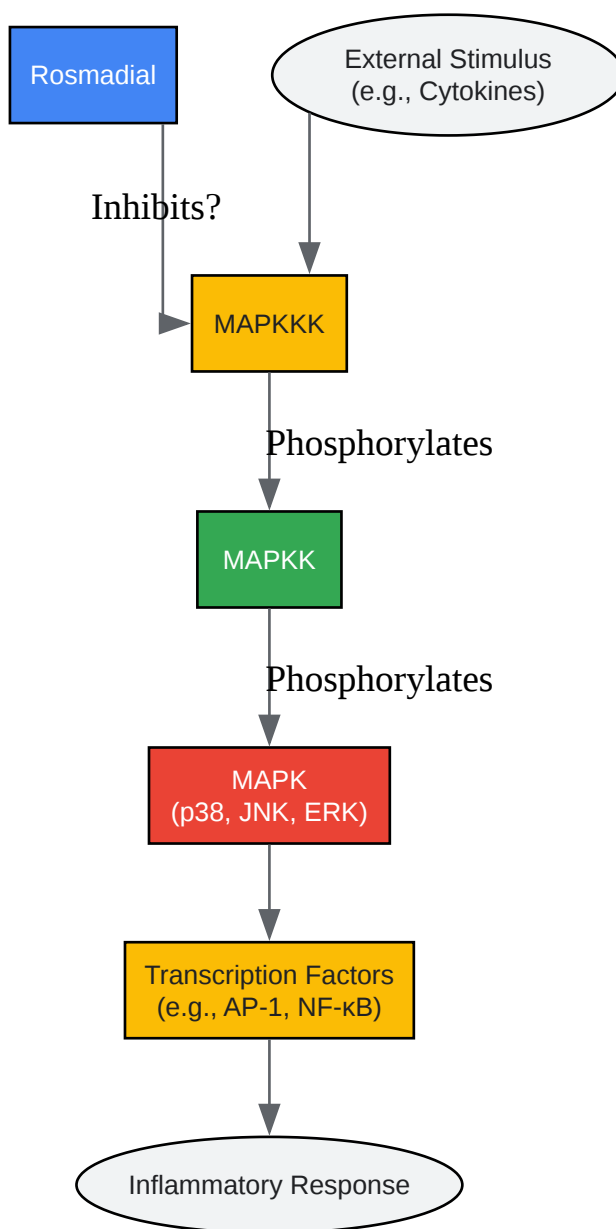 Rosmadial
External Stimulus
(e.g., Cytokines)
Inhibits?
MAPKKK
Phosphorylates
MAPKK
Phosphorylates
MAPK
(p38, JNK, ERK)
Transcription Factors
(e.g., AP-1, NF-κB)
Inflammatory Response